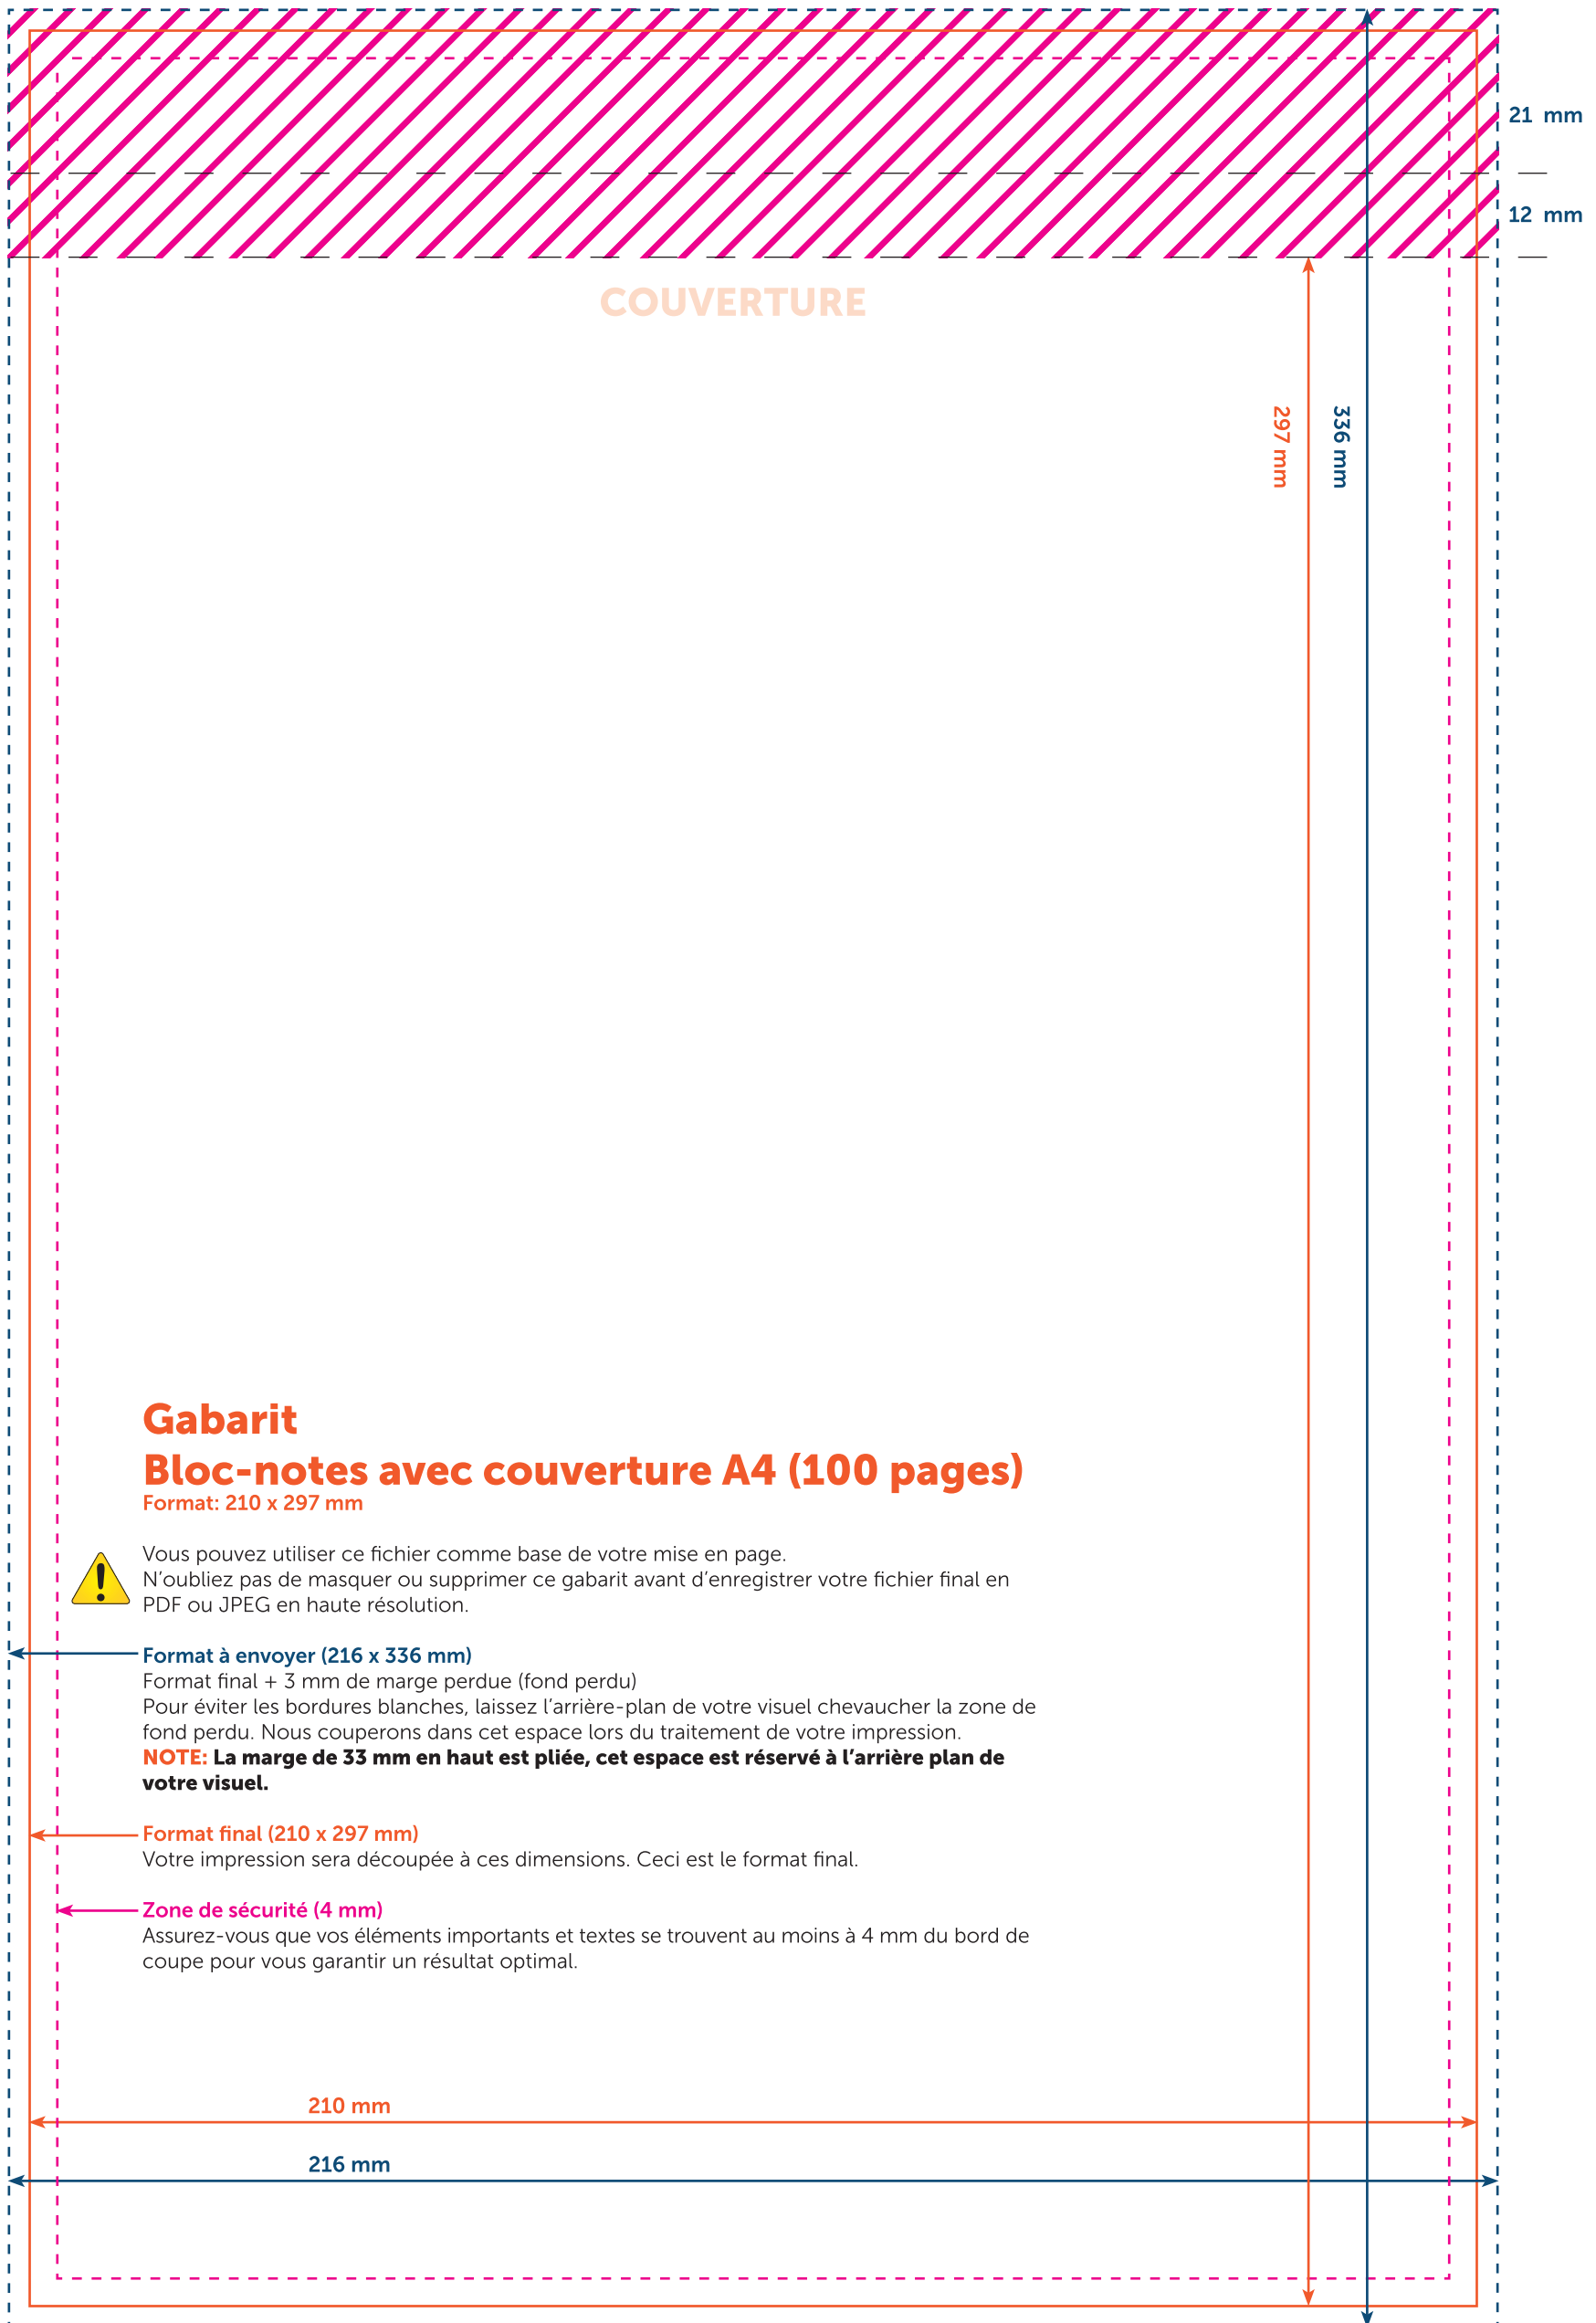 21 mm
12 mm
COUVERTURE
297 mm
336 mm
Gabarit
Bloc-notes avec couverture A4 (100 pages)
Format: 210 x 297 mm
Vous pouvez utiliser ce fichier comme base de votre mise en page.
N’oubliez pas de masquer ou supprimer ce gabarit avant d’enregistrer votre fichier final en
PDF ou JPEG en haute résolution.
Format à envoyer (216 x 336 mm)
Format final + 3 mm de marge perdue (fond perdu)
Pour éviter les bordures blanches, laissez l’arrière-plan de votre visuel chevaucher la zone de
fond perdu. Nous couperons dans cet espace lors du traitement de votre impression.
NOTE: La marge de 33 mm en haut est pliée, cet espace est réservé à l’arrière plan de
votre visuel.
Format final (210 x 297 mm)
Votre impression sera découpée à ces dimensions. Ceci est le format final.
Zone de sécurité (4 mm)
Assurez-vous que vos éléments importants et textes se trouvent au moins à 4 mm du bord de
coupe pour vous garantir un résultat optimal.
210 mm
216 mm